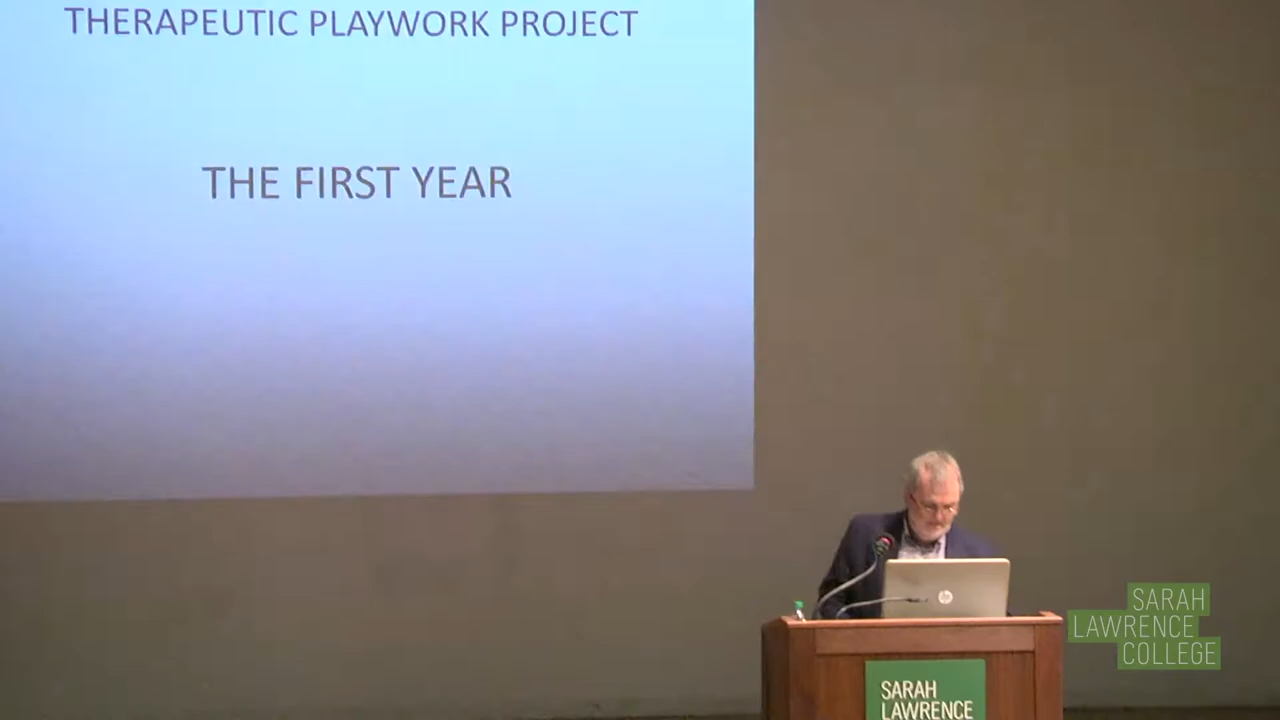 THERAPEUTIC PLAYWORK PROJECT
THE FIRST YEAR
hp
SARAH
LAWRENCE
COLLEGE
SARAH
LAWRENCE